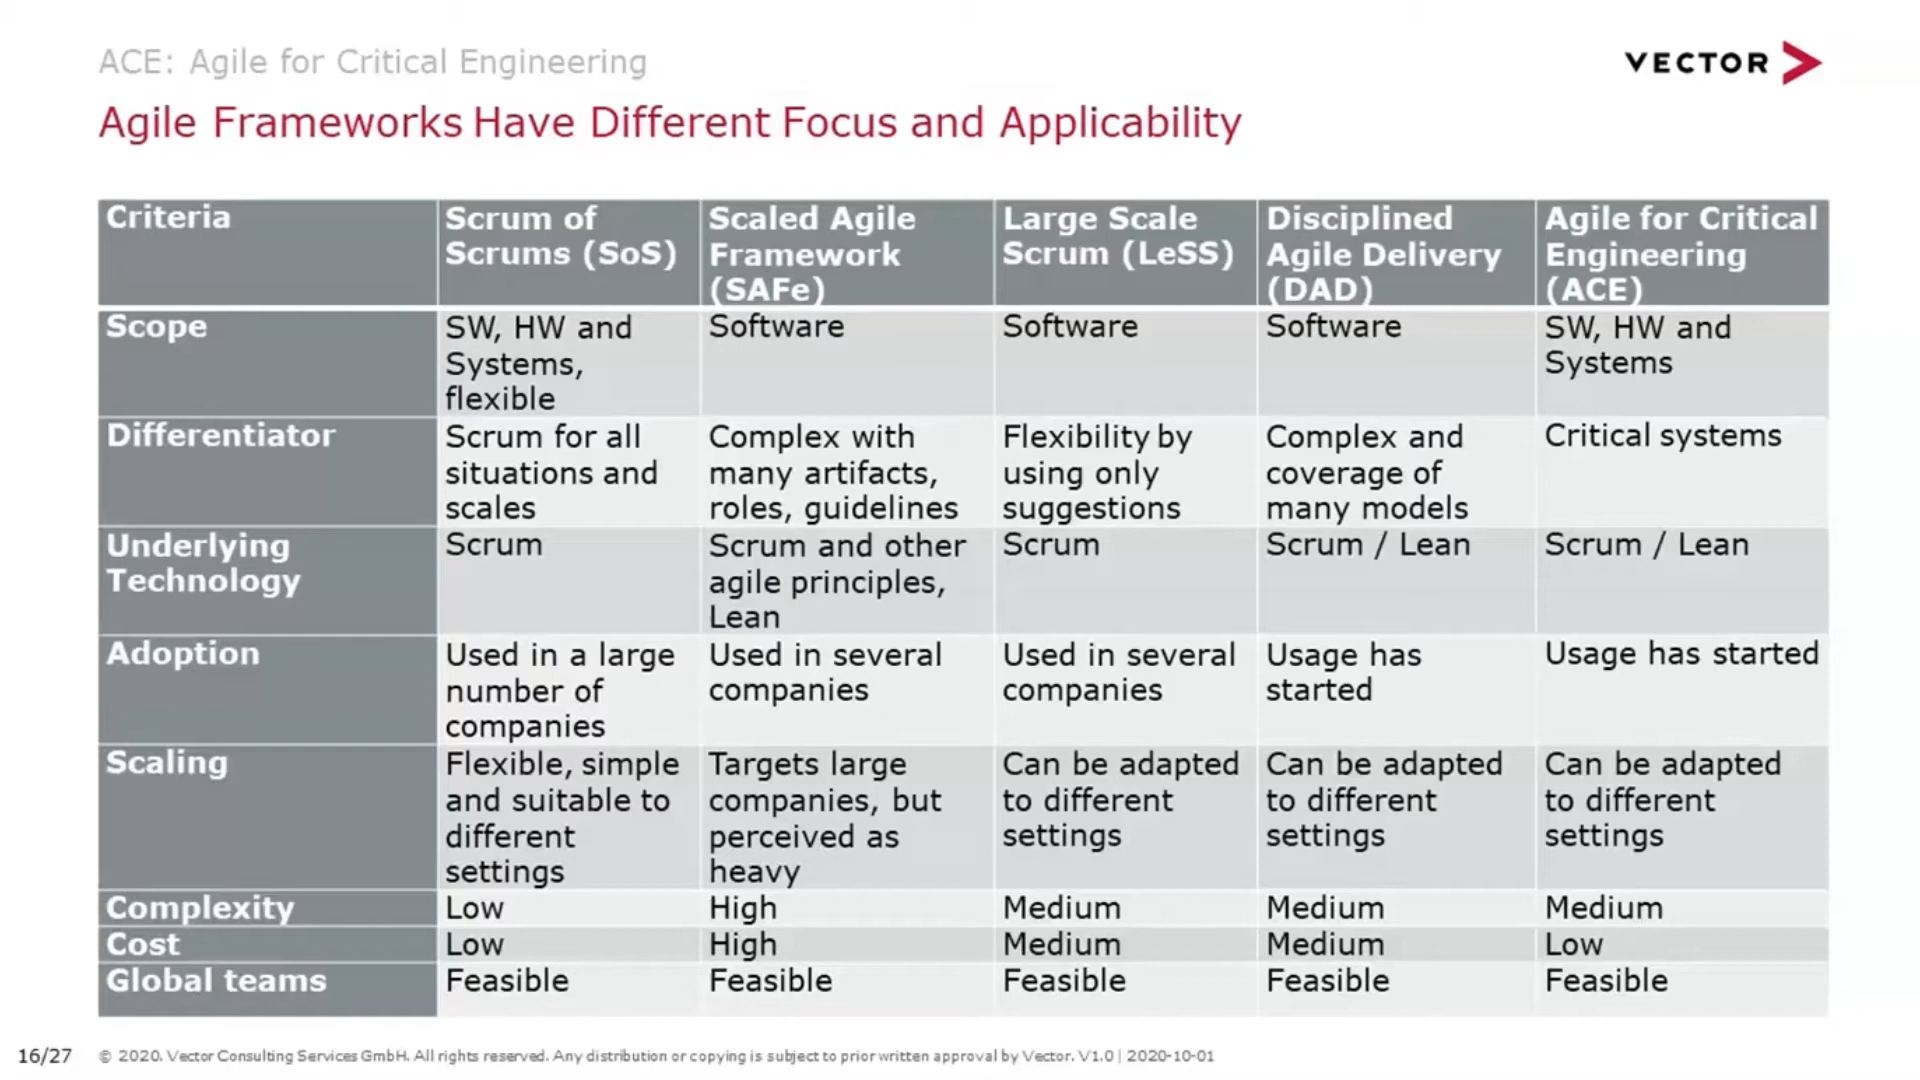 ACE: Agile for Critical Engineering
VECTOR
Agile Frameworks Have Different Focus and Applicability
Criteria
Scrum of
Scrums (SoS)
Scaled Agile
Framework
(SAFe)
Large Scale
Scrum (LeSS)
Disciplined
Agile Delivery
(DAD)
Agile for Critical
Engineering
(ACE)
Scope
SW, HW and
Systems,
flexible
Software
Software
Software
SW, HW and
Systems
Differentiator
Scrum for all
situations and
scales
Complex with
many artifacts,
roles, guidelines
Flexibility by
using only
suggestions
Complex and
coverage of
many models
Critical systems
Underlying
Technology
Scrum
Scrum and other
agile principles,
Lean
Scrum
Scrum / Lean
Scrum / Lean
Adoption
Used in a large
number of
companies
Used in several
companies
Used in several
companies
Usage has
started
Usage has started
Scaling
Flexible, simple
and suitable to
different
settings
Targets large
companies, but
perceived as
heavy
Can be adapted
to different
settings
Can be adapted
to different
settings
Can be adapted
to different
settings
Complexity
Low
High
Medium
Medium
Medium
Cost
Low
High
Medium
Medium
Low
Global teams
Feasible
Feasible
Feasible
Feasible
Feasible
16/27
© 2020. Vector Consulting Services GmbH. All rights reserved. Any distribution or copying is subject to prior written approval by Vector. V1.0 | 2020-10-01